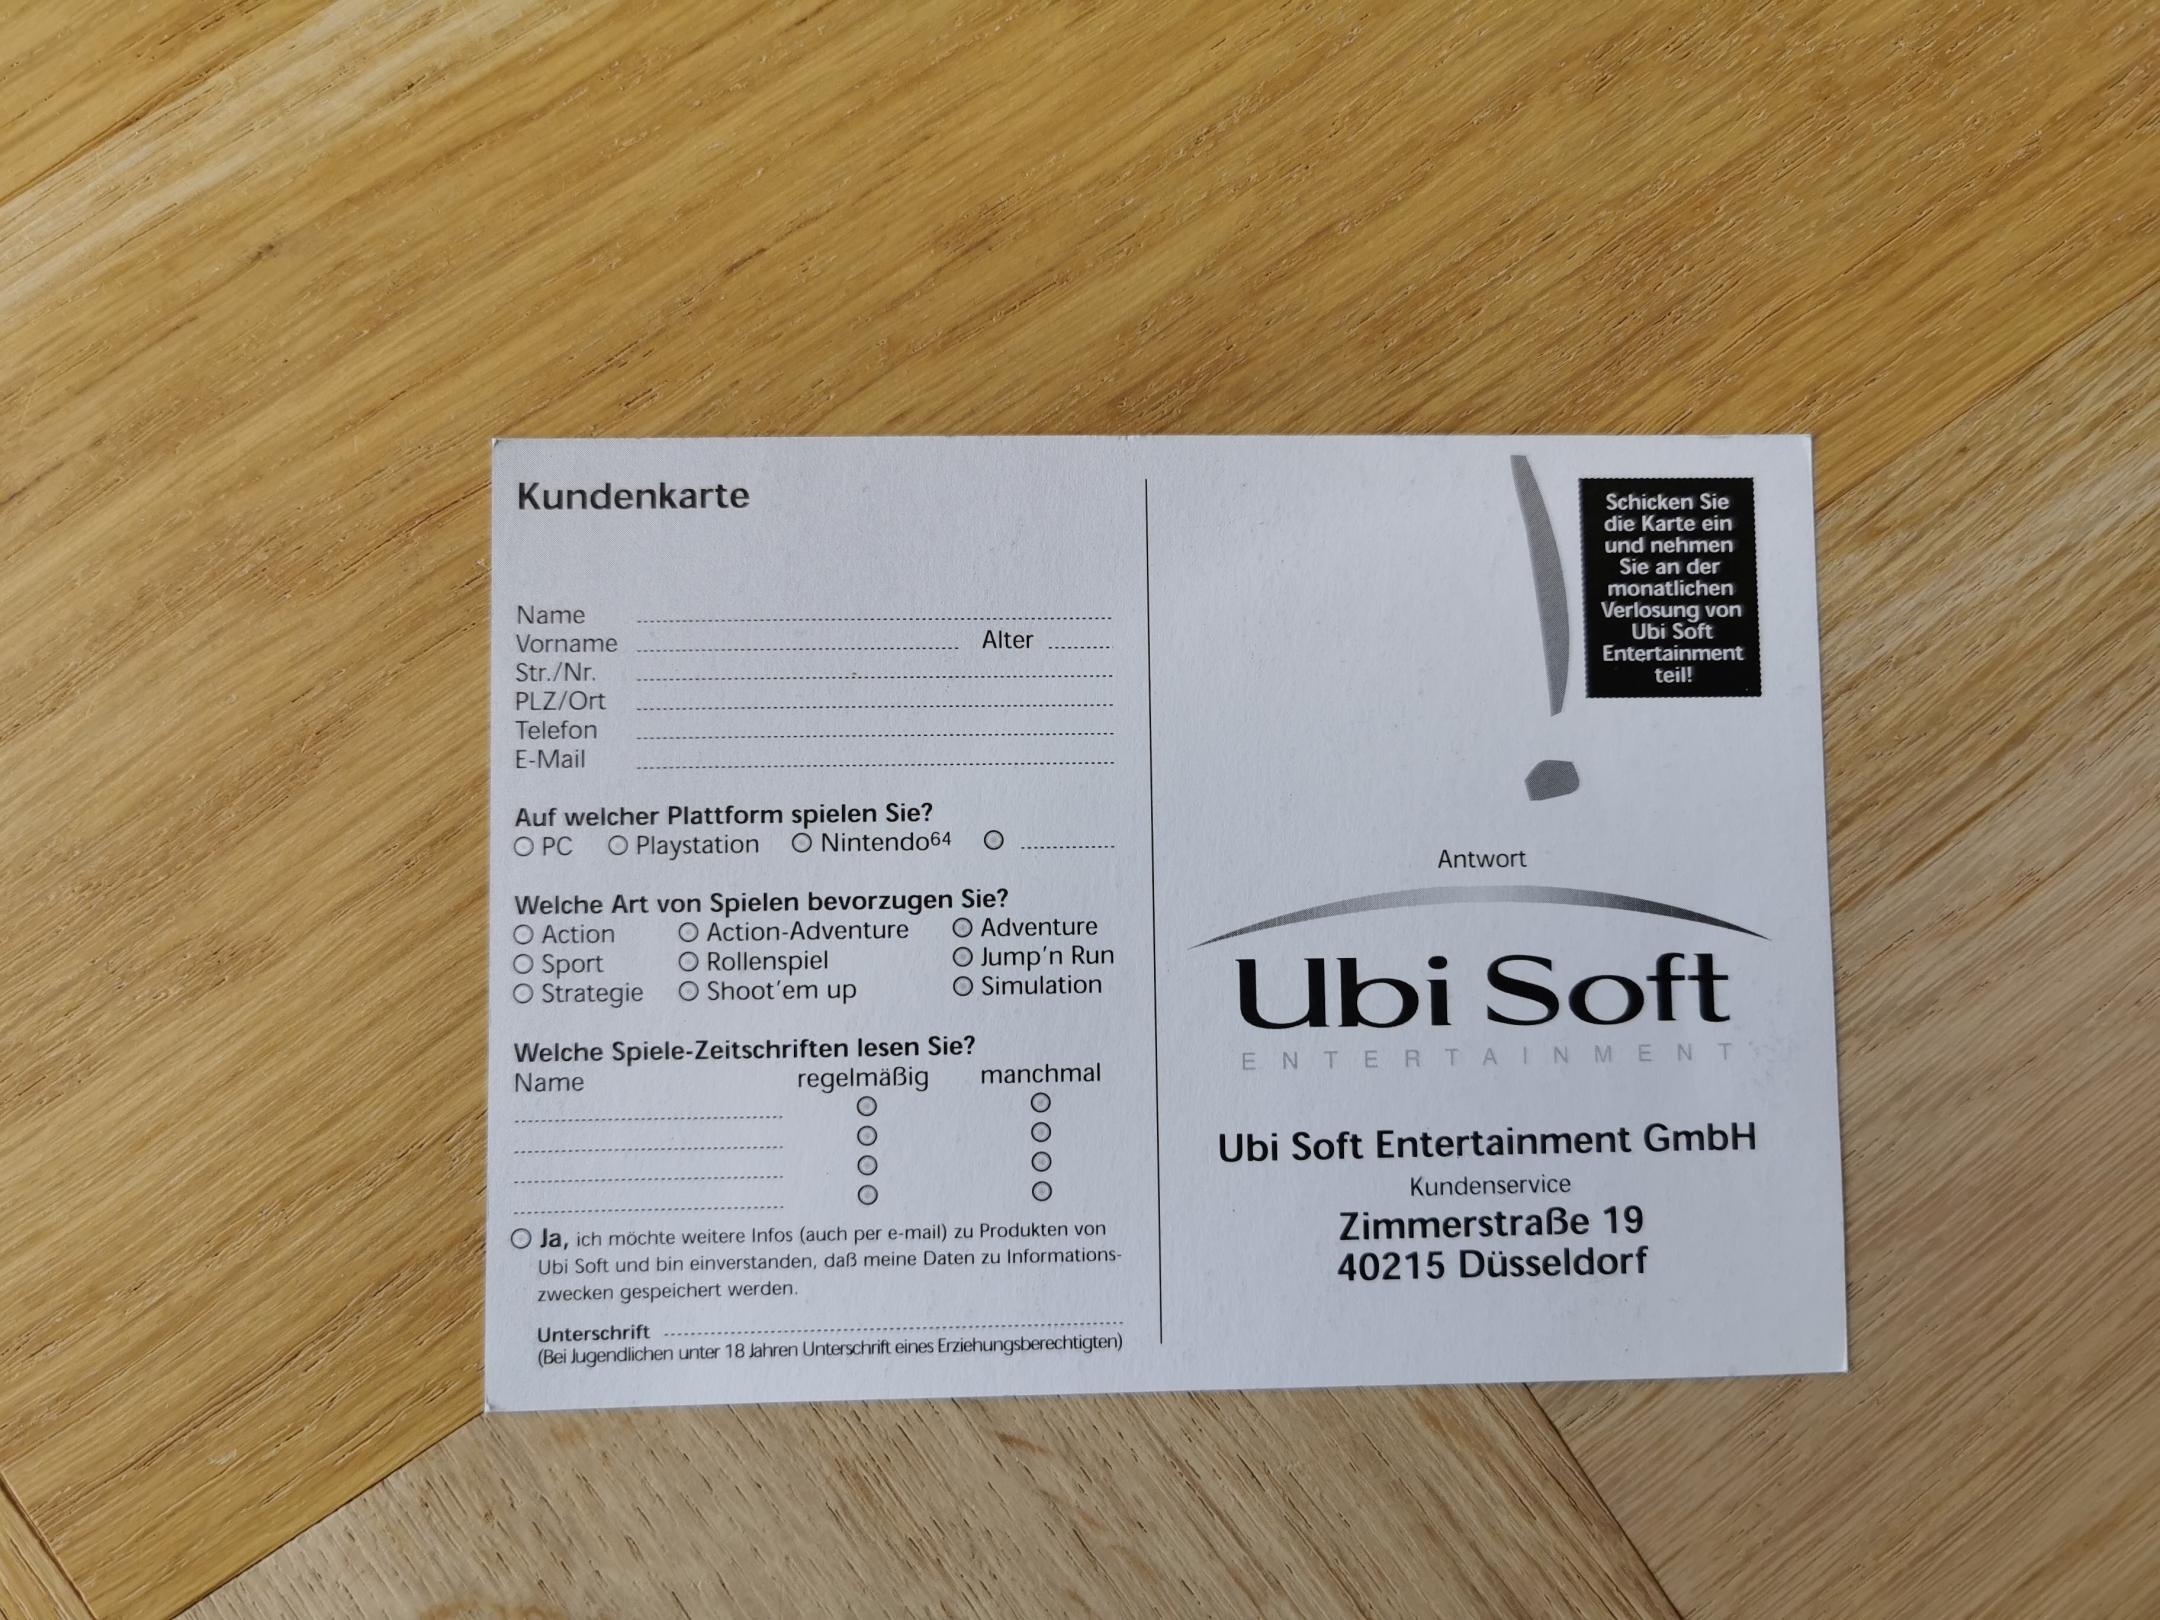 Kundenkarte
Name
Vorname Alter
Str./Nr.
PLZ/Ort
Telefon
E-Mail
Auf welcher Plattform spielen Sie?
PC Playstation Nintendo64
Welche Art von Spielen bevorzugen Sie?
Action Action-Adventure Adventure
Sport Rollenspiel Jump'n Run
Strategie Shoot'em up Simulation
Welche Spiele-Zeitschriften lesen Sie?
Name regelmäßig manchmal
Ja, ich möchte weitere Infos (auch per e-mail) zu Produkten von
Ubi Soft und bin einverstanden, daß meine Daten zu Informations-
zwecken gespeichert werden.
Unterschrift
(Bei Jugendlichen unter 18 Jahren Unterschrift eines Erziehungsberechtigten)
Schicken Sie
die Karte ein
und nehmen
Sie an der
monatlichen
Verlosung von
Ubi Soft
Entertainment
teil!
Antwort
Ubi Soft
ENTERTAINMENT
Ubi Soft Entertainment GmbH
Kundenservice
Zimmerstraße 19
40215 Düsseldorf